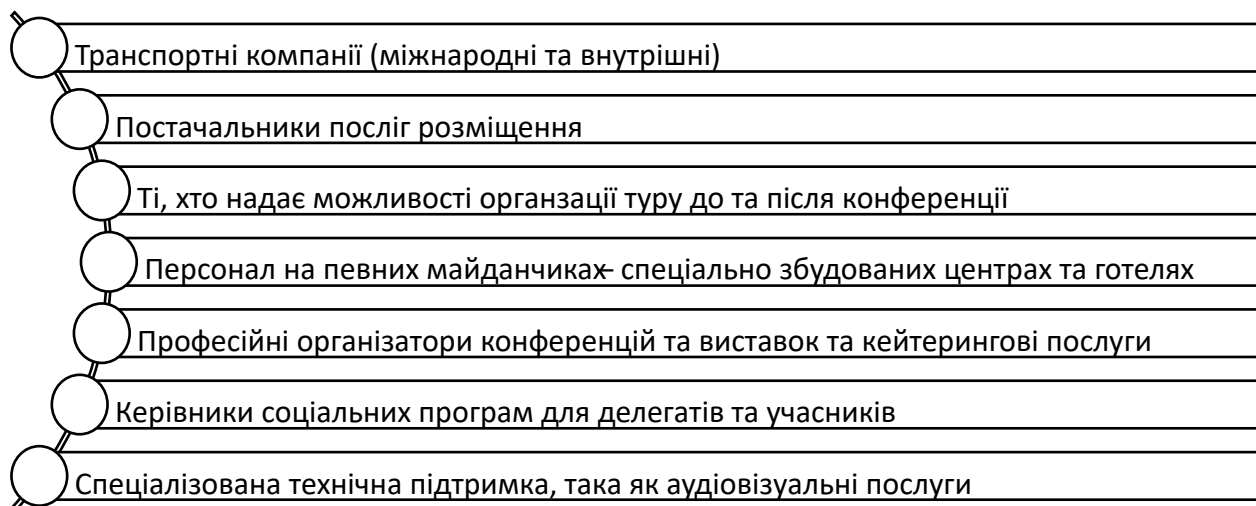 Транспортні компанії (міжнародні та внутрішні)
Постачальники посліг розміщення
Ті, хто надає можливості органзації туру до та після конференції
Персонал на певних майданчиках– спеціально збудованих центрах та готелях
Професійні організатори конференцій та виставок та кейтерингові послуги
Керівники соціальних програм для делегатів та учасників
Спеціалізована технічна підтримка, така як аудіовізуальні послуги